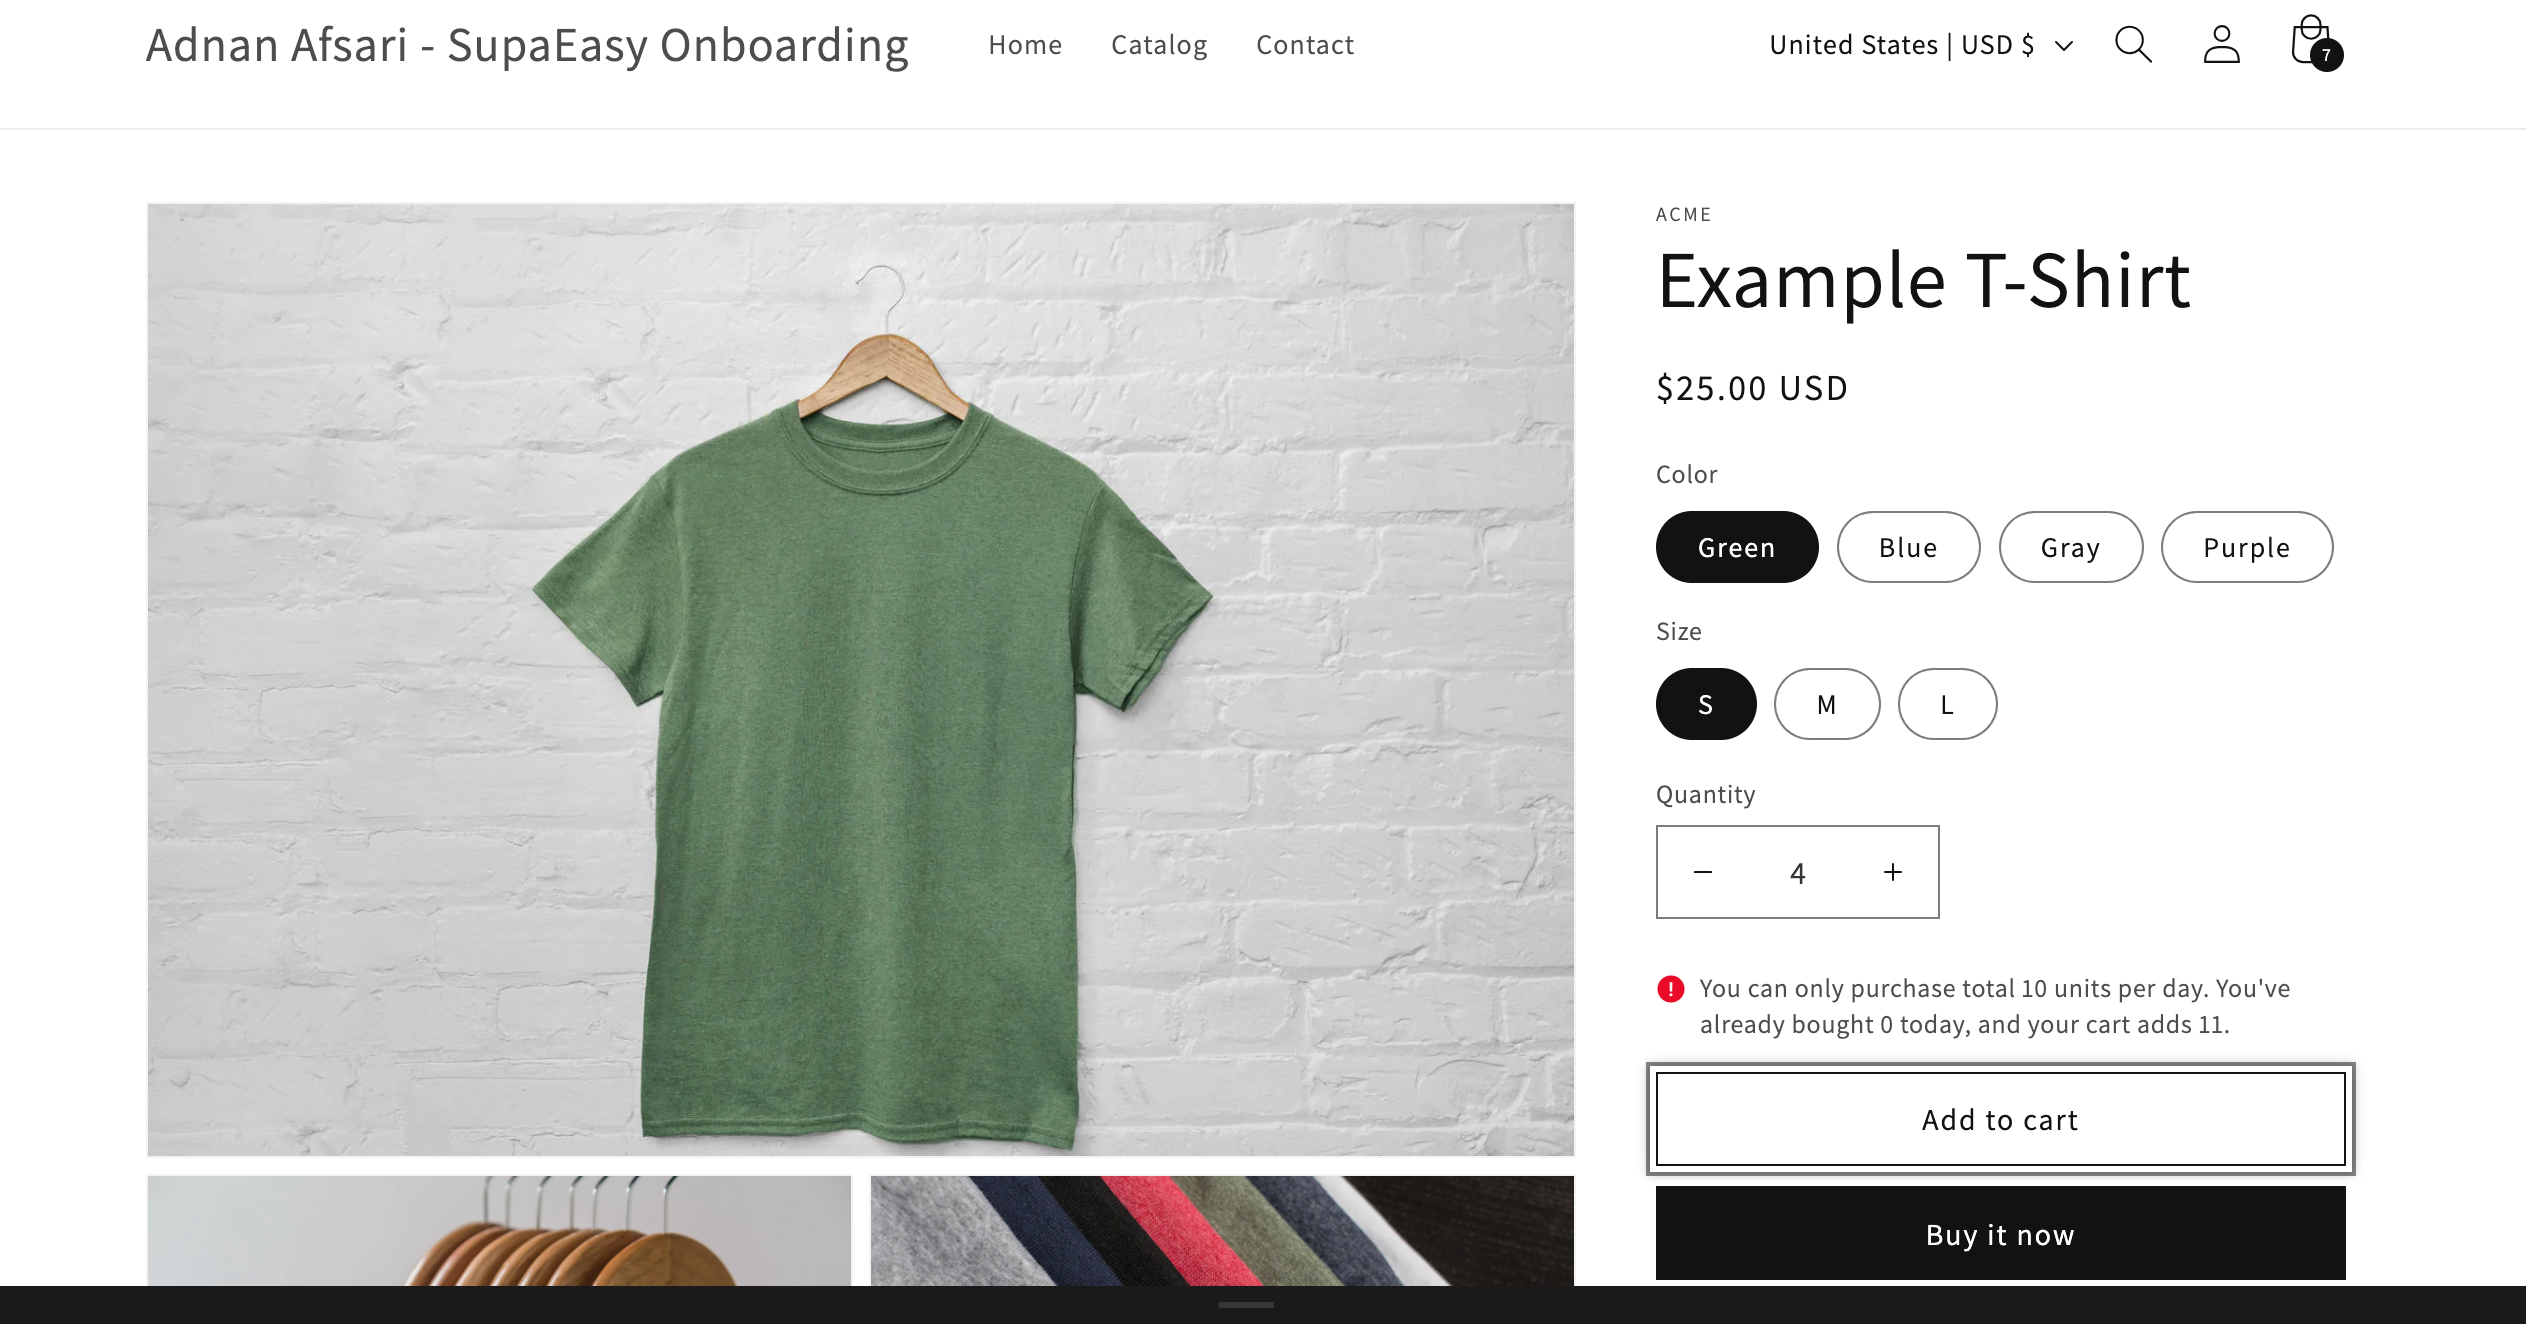 Adnan Afsari - SupaEasy Onboarding
Home
Catalog
Contact
United States | USD $
7
ACME
Example T-Shirt
$25.00 USD
Color
Green
Blue
Gray
Purple
Size
S
M
L
Quantity
− 4 +
You can only purchase total 10 units per day. You've
already bought 0 today, and your cart adds 11.
Add to cart
Buy it now